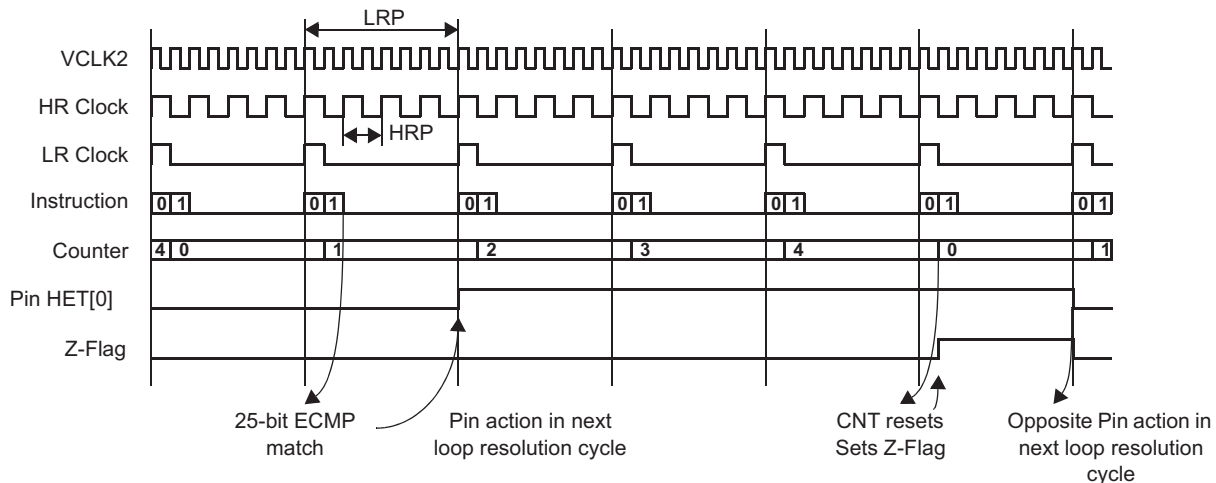 LRP
VCLK2
HR Clock
HRP
LR Clock
Instruction 0 1 0 1 0 1 0 1 0 1 0 1 0 1
Counter 4 0 1 2 3 4 0 1
Pin HET[0]
Z-Flag
25-bit ECMP
match
Pin action in next
loop resolution cycle
CNT resets
Sets Z-Flag
Opposite Pin action in
next loop resolution
cycle